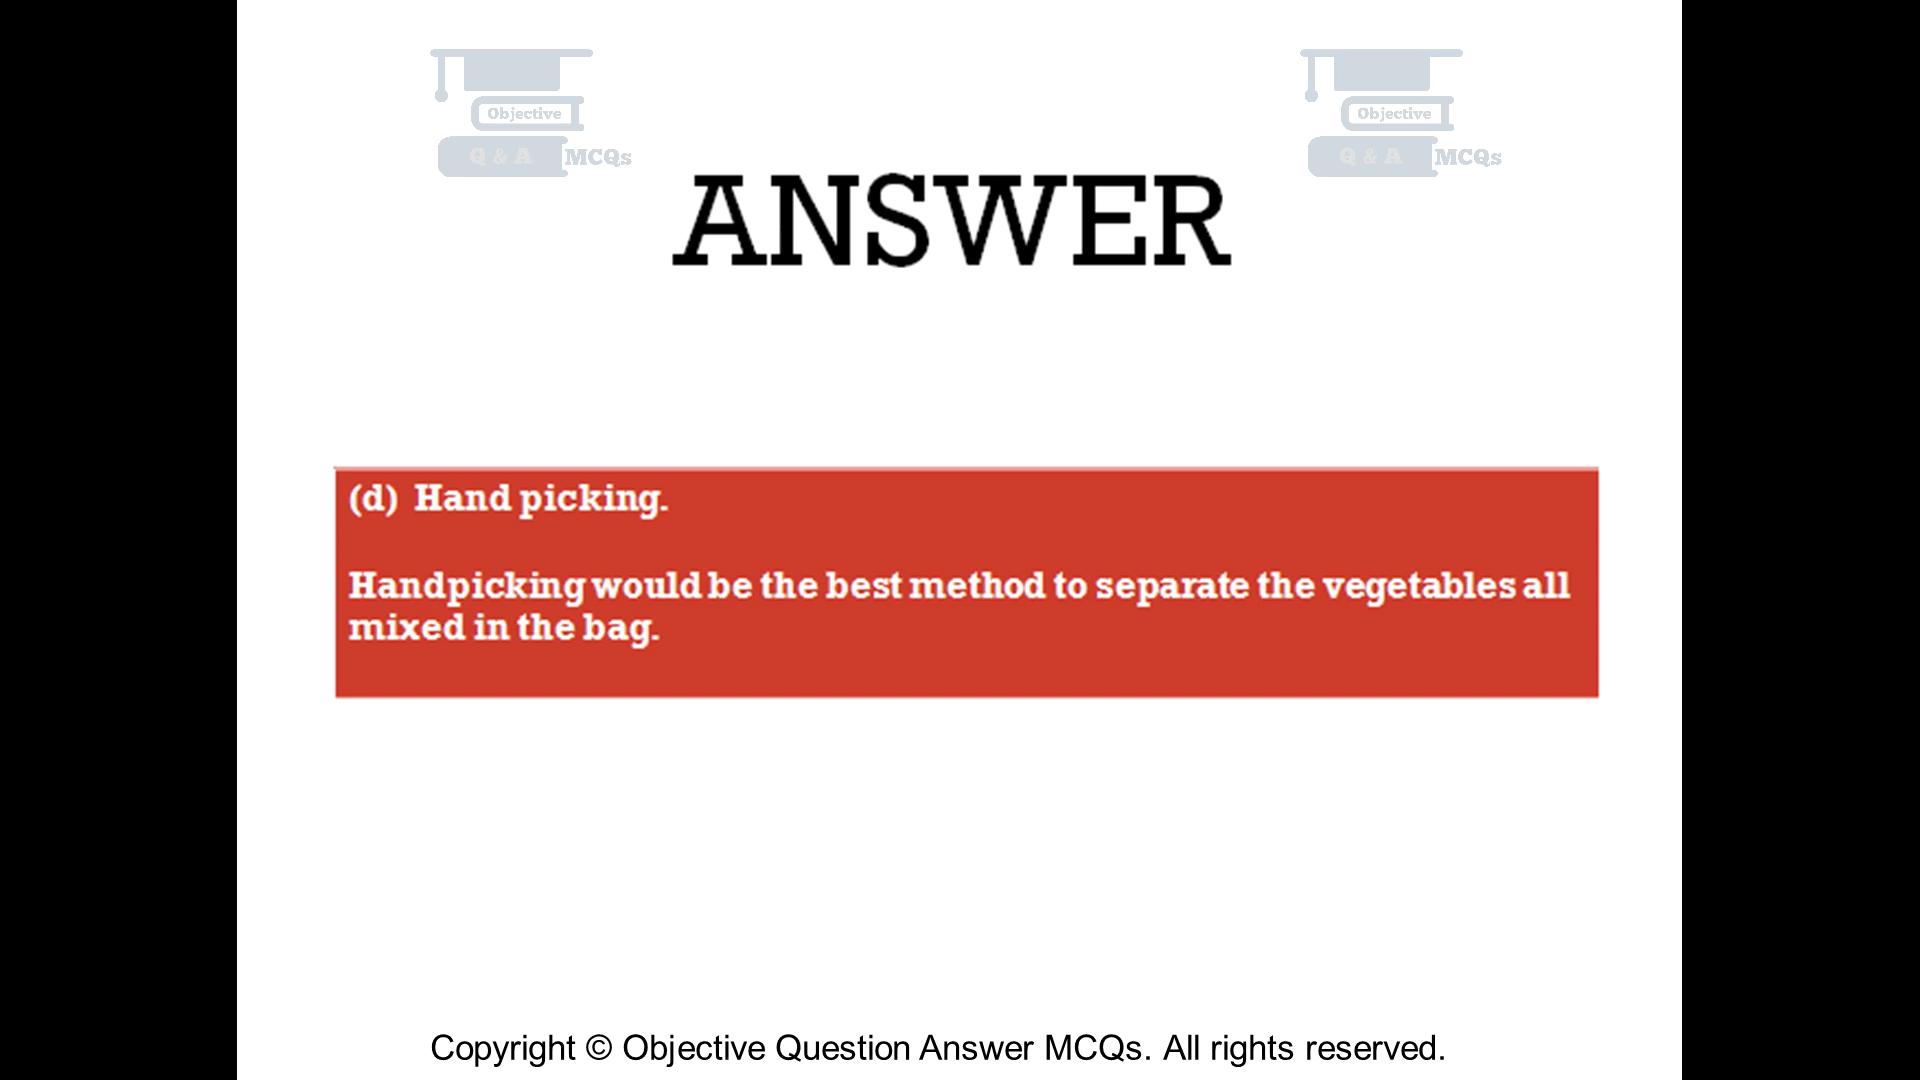 Objective
Q & A MCQs
Objective
Q & A MCQs
ANSWER
(d) Hand picking.
Handpicking would be the best method to separate the vegetables all
mixed in the bag.
Copyright © Objective Question Answer MCQs. All rights reserved.